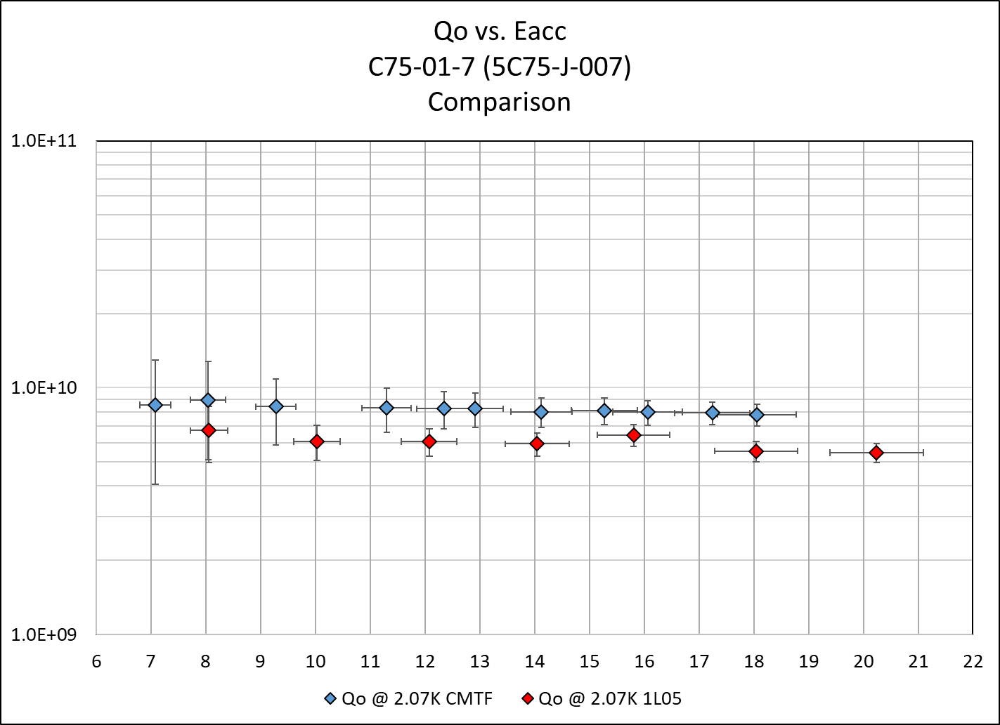 Qo vs. Eacc
C75-01-7 (5C75-J-007)
Comparison
1.0E+11
1.0E+10
1.0E+09
6 7 8 9 10 11 12 13 14 15 16 17 18 19 20 21 22
Qo @ 2.07K CMTF Qo @ 2.07K 1L05